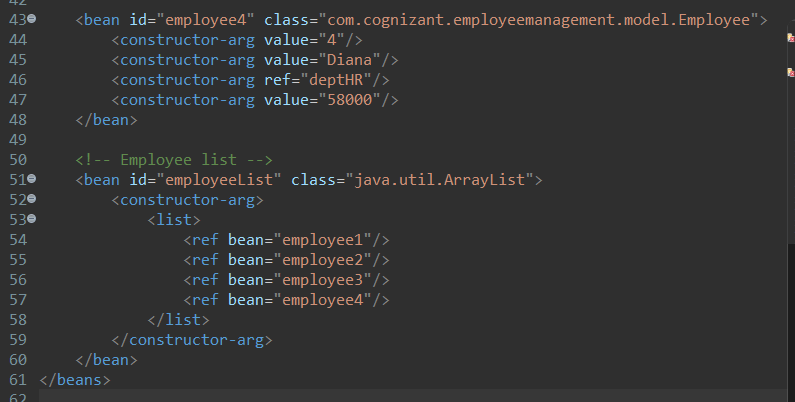 42
43 <bean id="employee4" class="com.cognizant.employeemanagement.model.Employee">
44 <constructor-arg value="4"/>
45 <constructor-arg value="Diana"/>
46 <constructor-arg ref="deptHR"/>
47 <constructor-arg value="58000"/>
48 </bean>
49
50 <!-- Employee list -->
51 <bean id="employeeList" class="java.util.ArrayList">
52 <constructor-arg>
53 <list>
54 <ref bean="employee1"/>
55 <ref bean="employee2"/>
56 <ref bean="employee3"/>
57 <ref bean="employee4"/>
58 </list>
59 </constructor-arg>
60 </bean>
61 </beans>
62